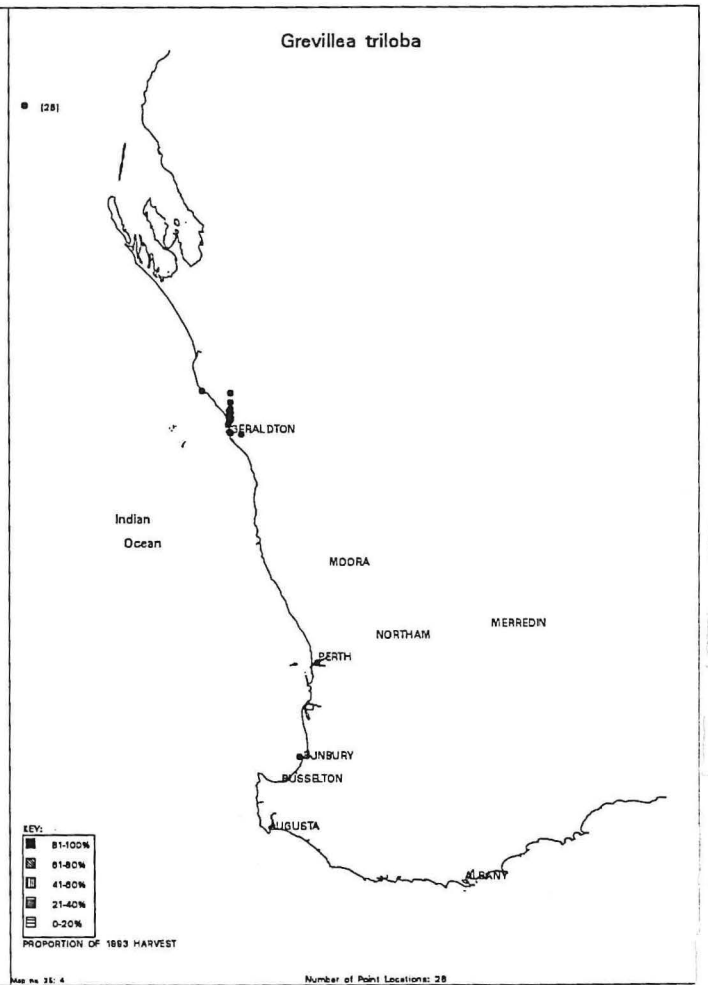 Grevillea triloba
[28]
GERALDTON
Indian
Ocean
MOORA
NORTHAM
MERREDIN
PERTH
BUNBURY
BUSSELTON
AUGUSTA
ALBANY
KEY:
81-100%
61-80%
41-60%
21-40%
0-20%
PROPORTION OF 1993 HARVEST
Map no 35: 4
Number of Point Locations: 28